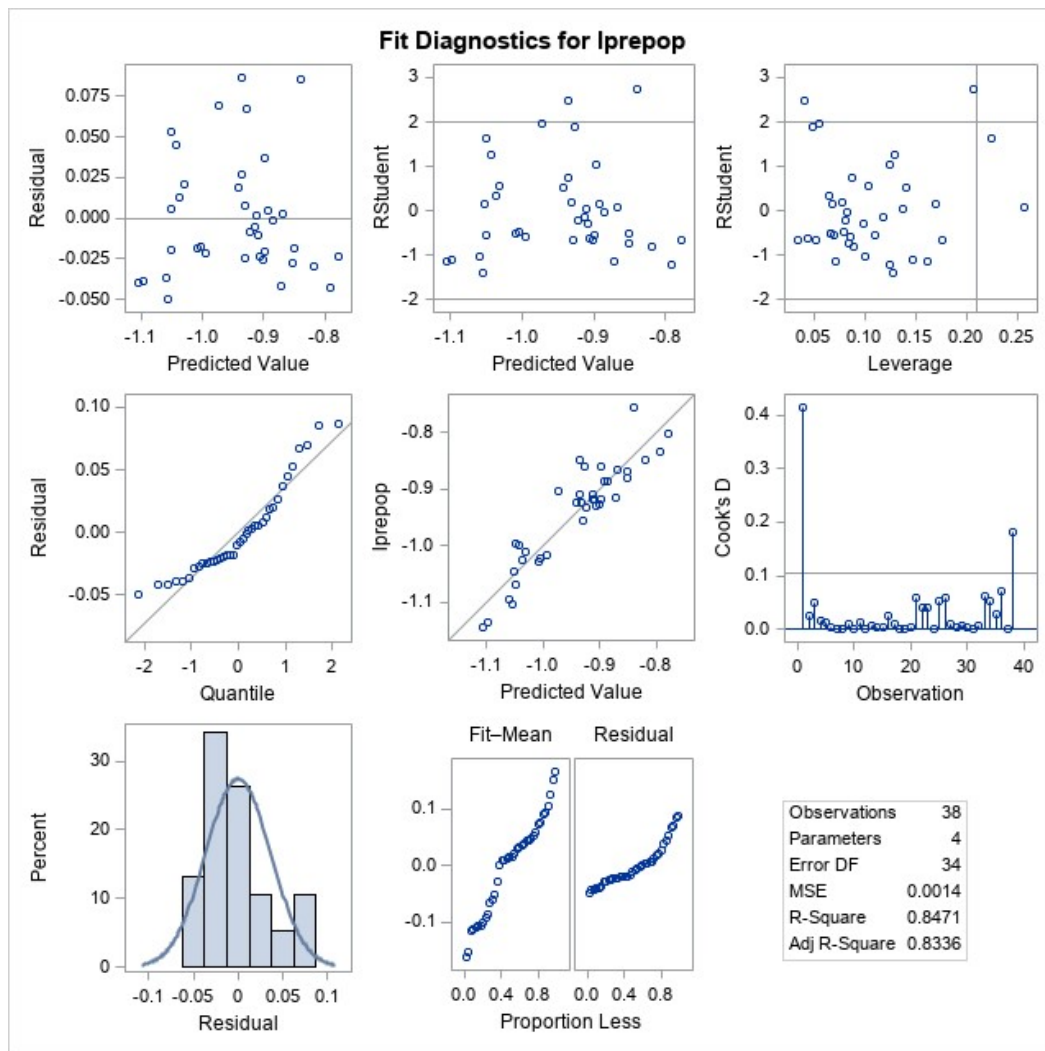 Fit Diagnostics for lprepop
0.075
0.050
0.025
0.000
-0.025
-0.050
Residual
-1.1 -1.0 -0.9 -0.8
Predicted Value
3
2
1
0
-1
-2
RStudent
-1.1 -1.0 -0.9 -0.8
Predicted Value
3
2
1
0
-1
-2
RStudent
0.05 0.10 0.15 0.20 0.25
Leverage
0.10
0.05
0.00
-0.05
Residual
-2 -1 0 1 2
Quantile
-0.8
-0.9
-1.0
-1.1
lprepop
-1.1 -1.0 -0.9 -0.8
Predicted Value
0.4
0.3
0.2
0.1
0.0
Cook's D
0 10 20 30 40
Observation
30
20
10
0
Percent
-0.1 -0.05 0 0.05 0.1
Residual
Fit–Mean Residual
0.1
0.0
-0.1
0.0 0.4 0.8 0.0 0.4 0.8
Proportion Less
Observations 38
Parameters 4
Error DF 34
MSE 0.0014
R-Square 0.8471
Adj R-Square 0.8336